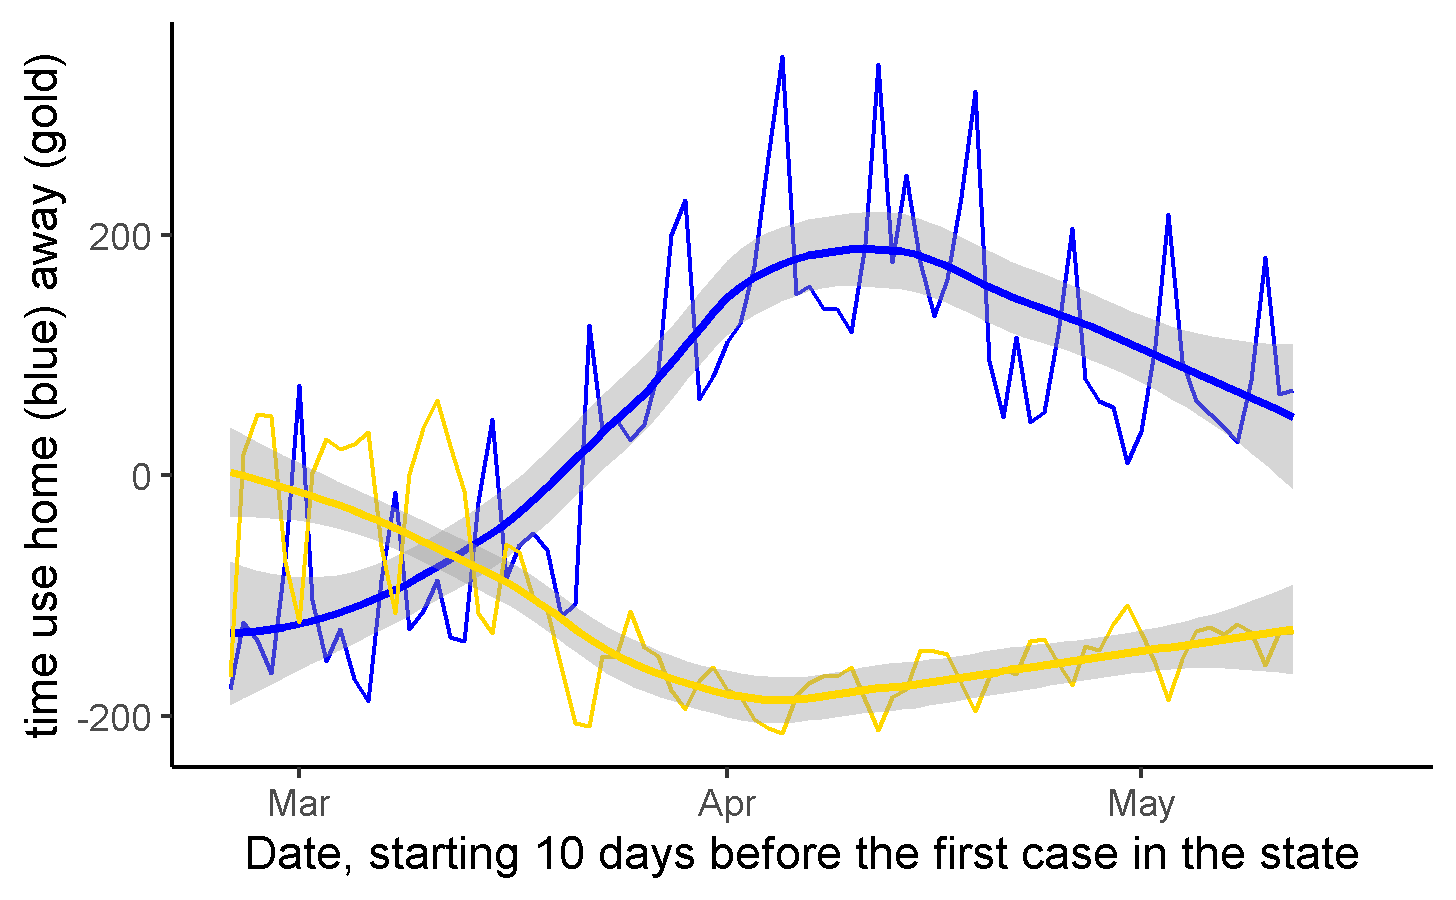 time use home (blue) away (gold)
200
0
-200
Mar Apr May
Date, starting 10 days before the first case in the state